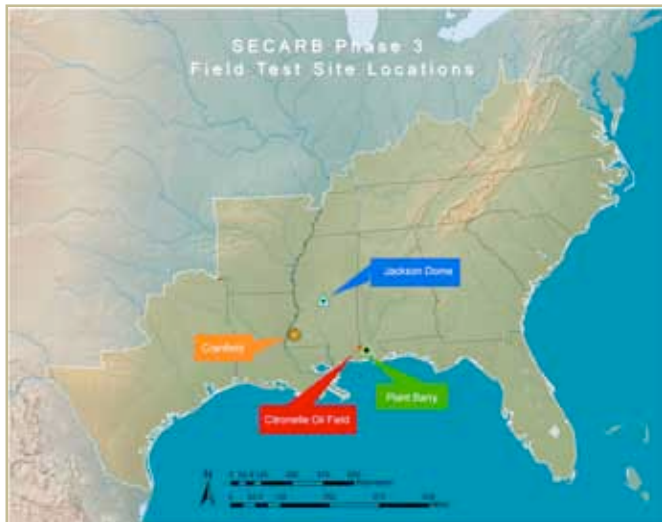 SECARB Phase 3
Field Test Site Locations
Jackson Dome
Cranfield
Plant Barry
Citronelle Oil Field
N